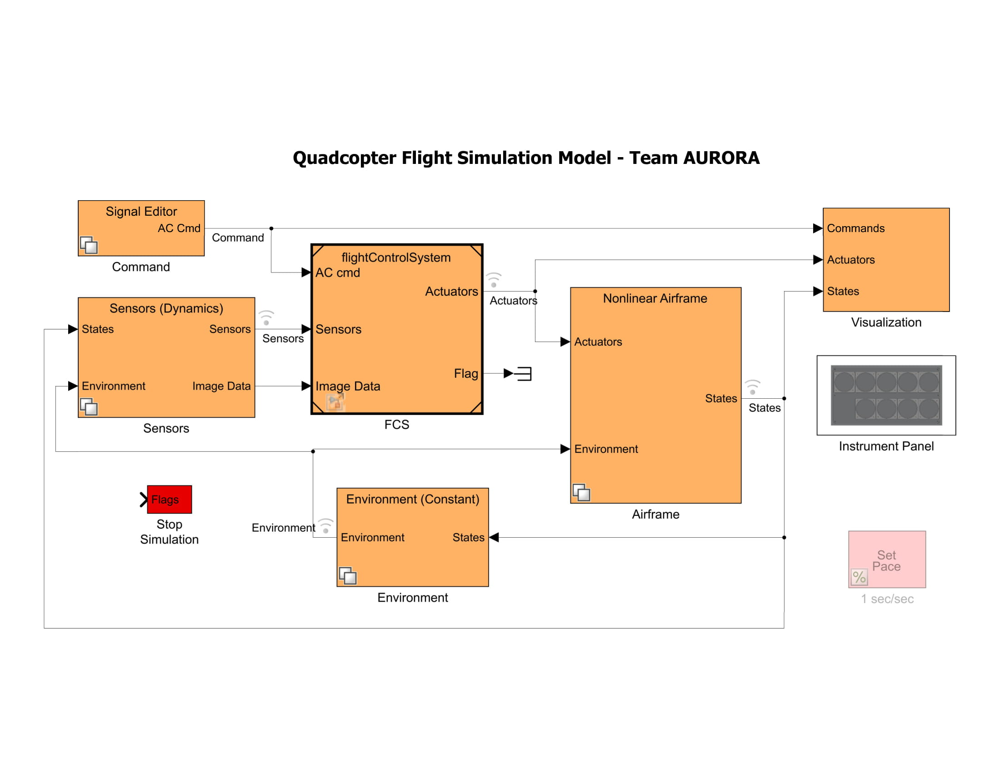 Quadcopter Flight Simulation Model - Team AURORA
Signal Editor
AC Cmd
Command
Command
Commands
Actuators
States
Visualization
flightControlSystem
AC cmd
Actuators
Sensors
Flag
Image Data
FCS
Actuators
Sensors (Dynamics)
States
Sensors
Environment
Image Data
Sensors
Sensors
Nonlinear Airframe
Actuators
States
Environment
Airframe
States
Instrument Panel
Flags
Stop
Simulation
Environment (Constant)
Environment
Environment
States
Environment
Set
Pace
%
1 sec/sec